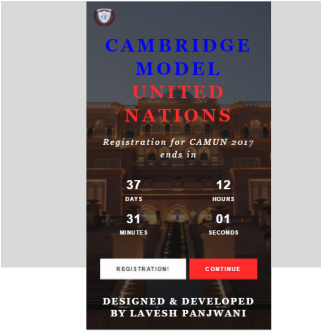 CAMBRIDGE
MODEL
UNITED
NATIONS
Registration for CAMUN 2017
ends in
37 12
DAYS HOURS
31 01
MINUTES SECONDS
REGISTRATION! CONTINUE
DESIGNED & DEVELOPED
BY LAVESH PANJWANI